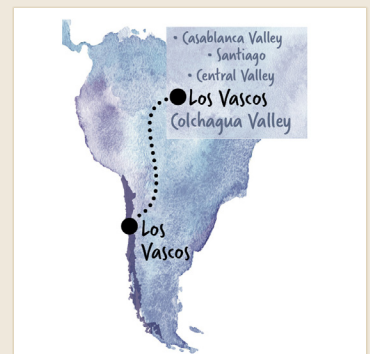 • Casablanca Valley
• Santiago
• Central Valley
Los Vascos
Colchagua Valley
Los
Vascos